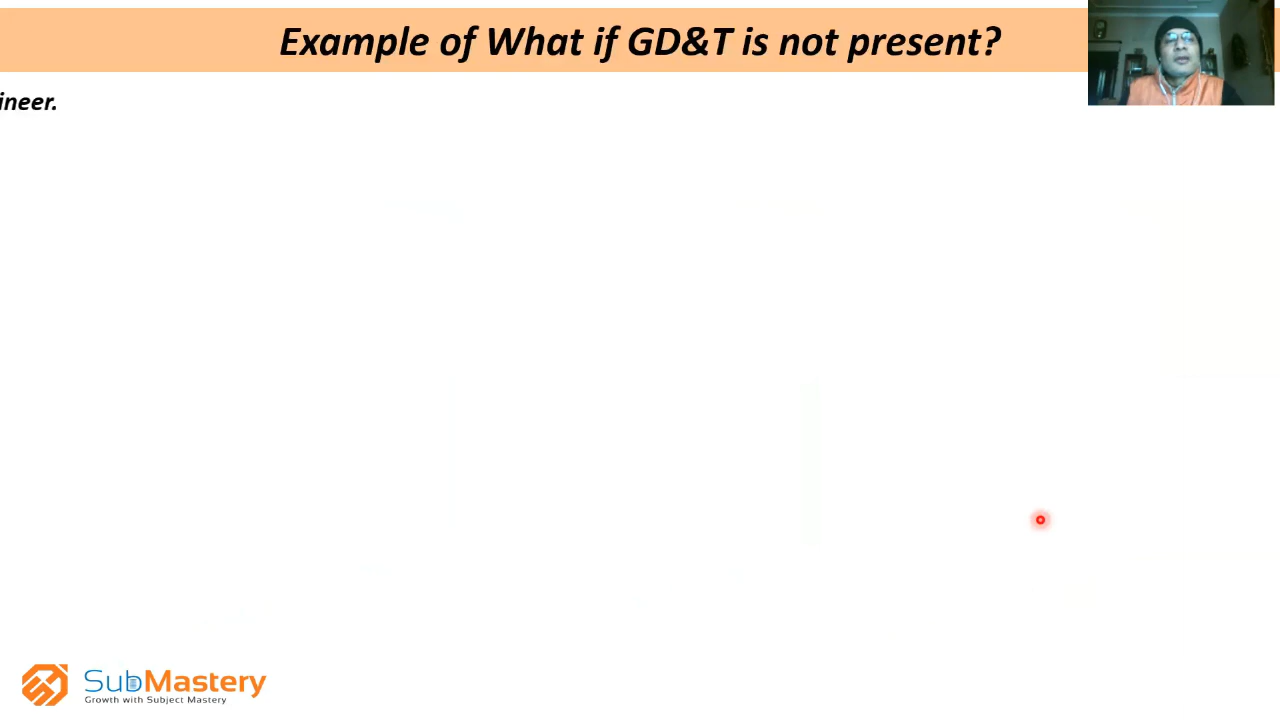 Example of What if GD&T is not present?
ineer.
SubMastery
Growth with Subject Mastery